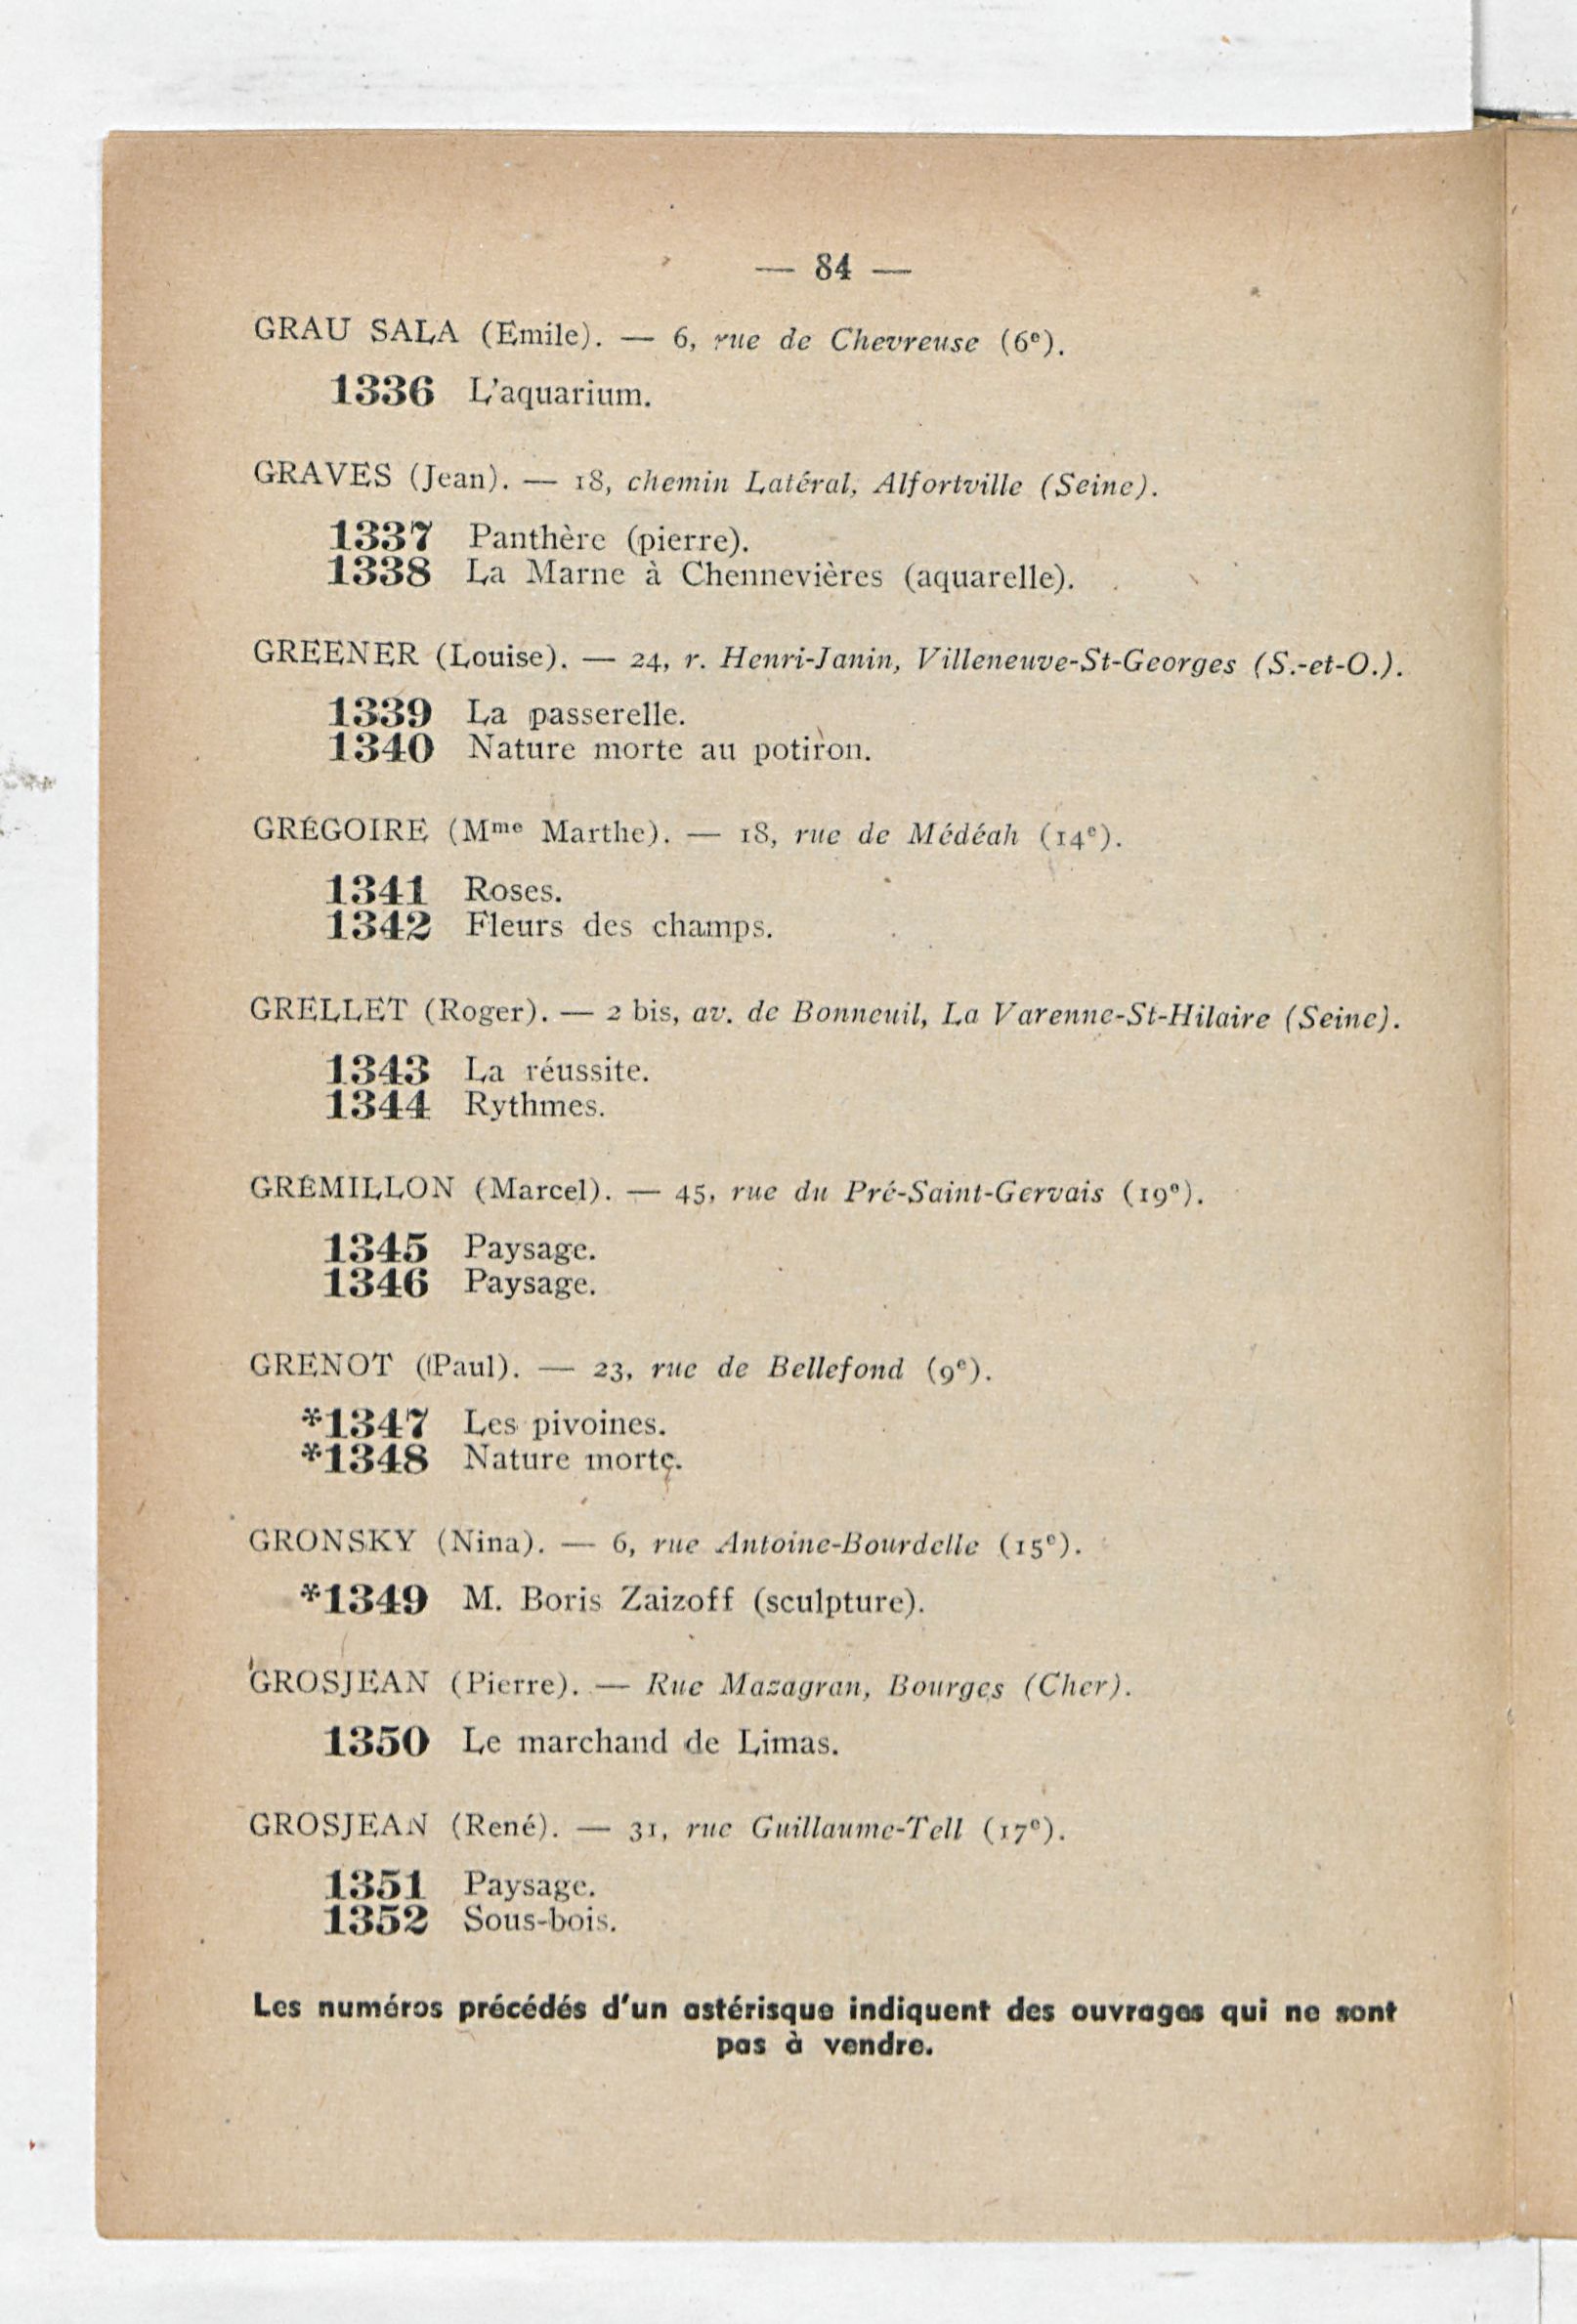 — 84 —
GRAU SALA (Emile). — 6, rue de Chevreuse (6e).
1336 L'aquarium.
GRAVES (Jean). — 18, chemin Latéral, Alfortville (Seine).
1337 Panthère (pierre).
1338 La Marne à Chennevières (aquarelle).
GREENER (Louise). — 24, r. Henri-Janin, Villeneuve-St-Georges (S.-et-O.).
1339 La passerelle.
1340 Nature morte au potiron.
GRÉGOIRE (Mme Marthe). — 18, rue de Médéah (14e).
1341 Roses.
1342 Fleurs des champs.
GRELLET (Roger). — 2 bis, av. de Bonneuil, La Varenne-St-Hilaire (Seine).
1343 La réussite.
1344 Rythmes.
GRÉMILLON (Marcel). — 45, rue du Pré-Saint-Gervais (19e).
1345 Paysage.
1346 Paysage.
GRENOT (Paul). — 23, rue de Bellefond (9e).
*1347 Les pivoines.
*1348 Nature morte.
GRONSKY (Nina). — 6, rue Antoine-Bourdelle (15e).
*1349 M. Boris Zaizoff (sculpture).
GROSJEAN (Pierre). — Rue Mazagran, Bourges (Cher).
1350 Le marchand de Limas.
GROSJEAN (René). — 31, rue Guillaume-Tell (17e).
1351 Paysage.
1352 Sous-bois.
Les numéros précédés d'un astérisque indiquent des ouvrages qui ne sont
pas à vendre.